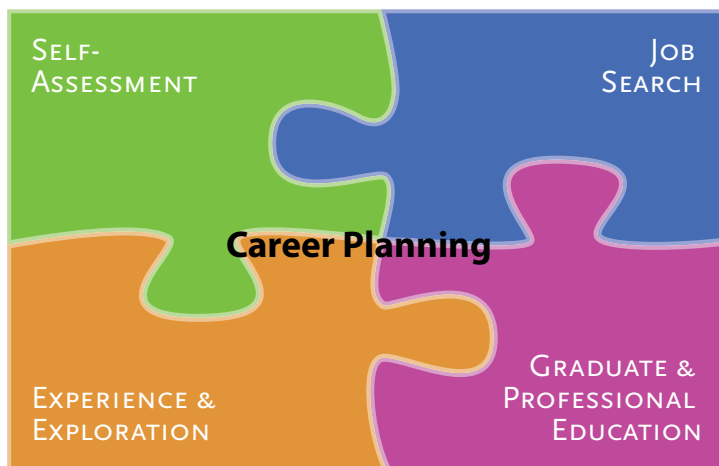 Self-
Assessment
Job
Search
Career Planning
Experience &
Exploration
Graduate &
Professional
Education